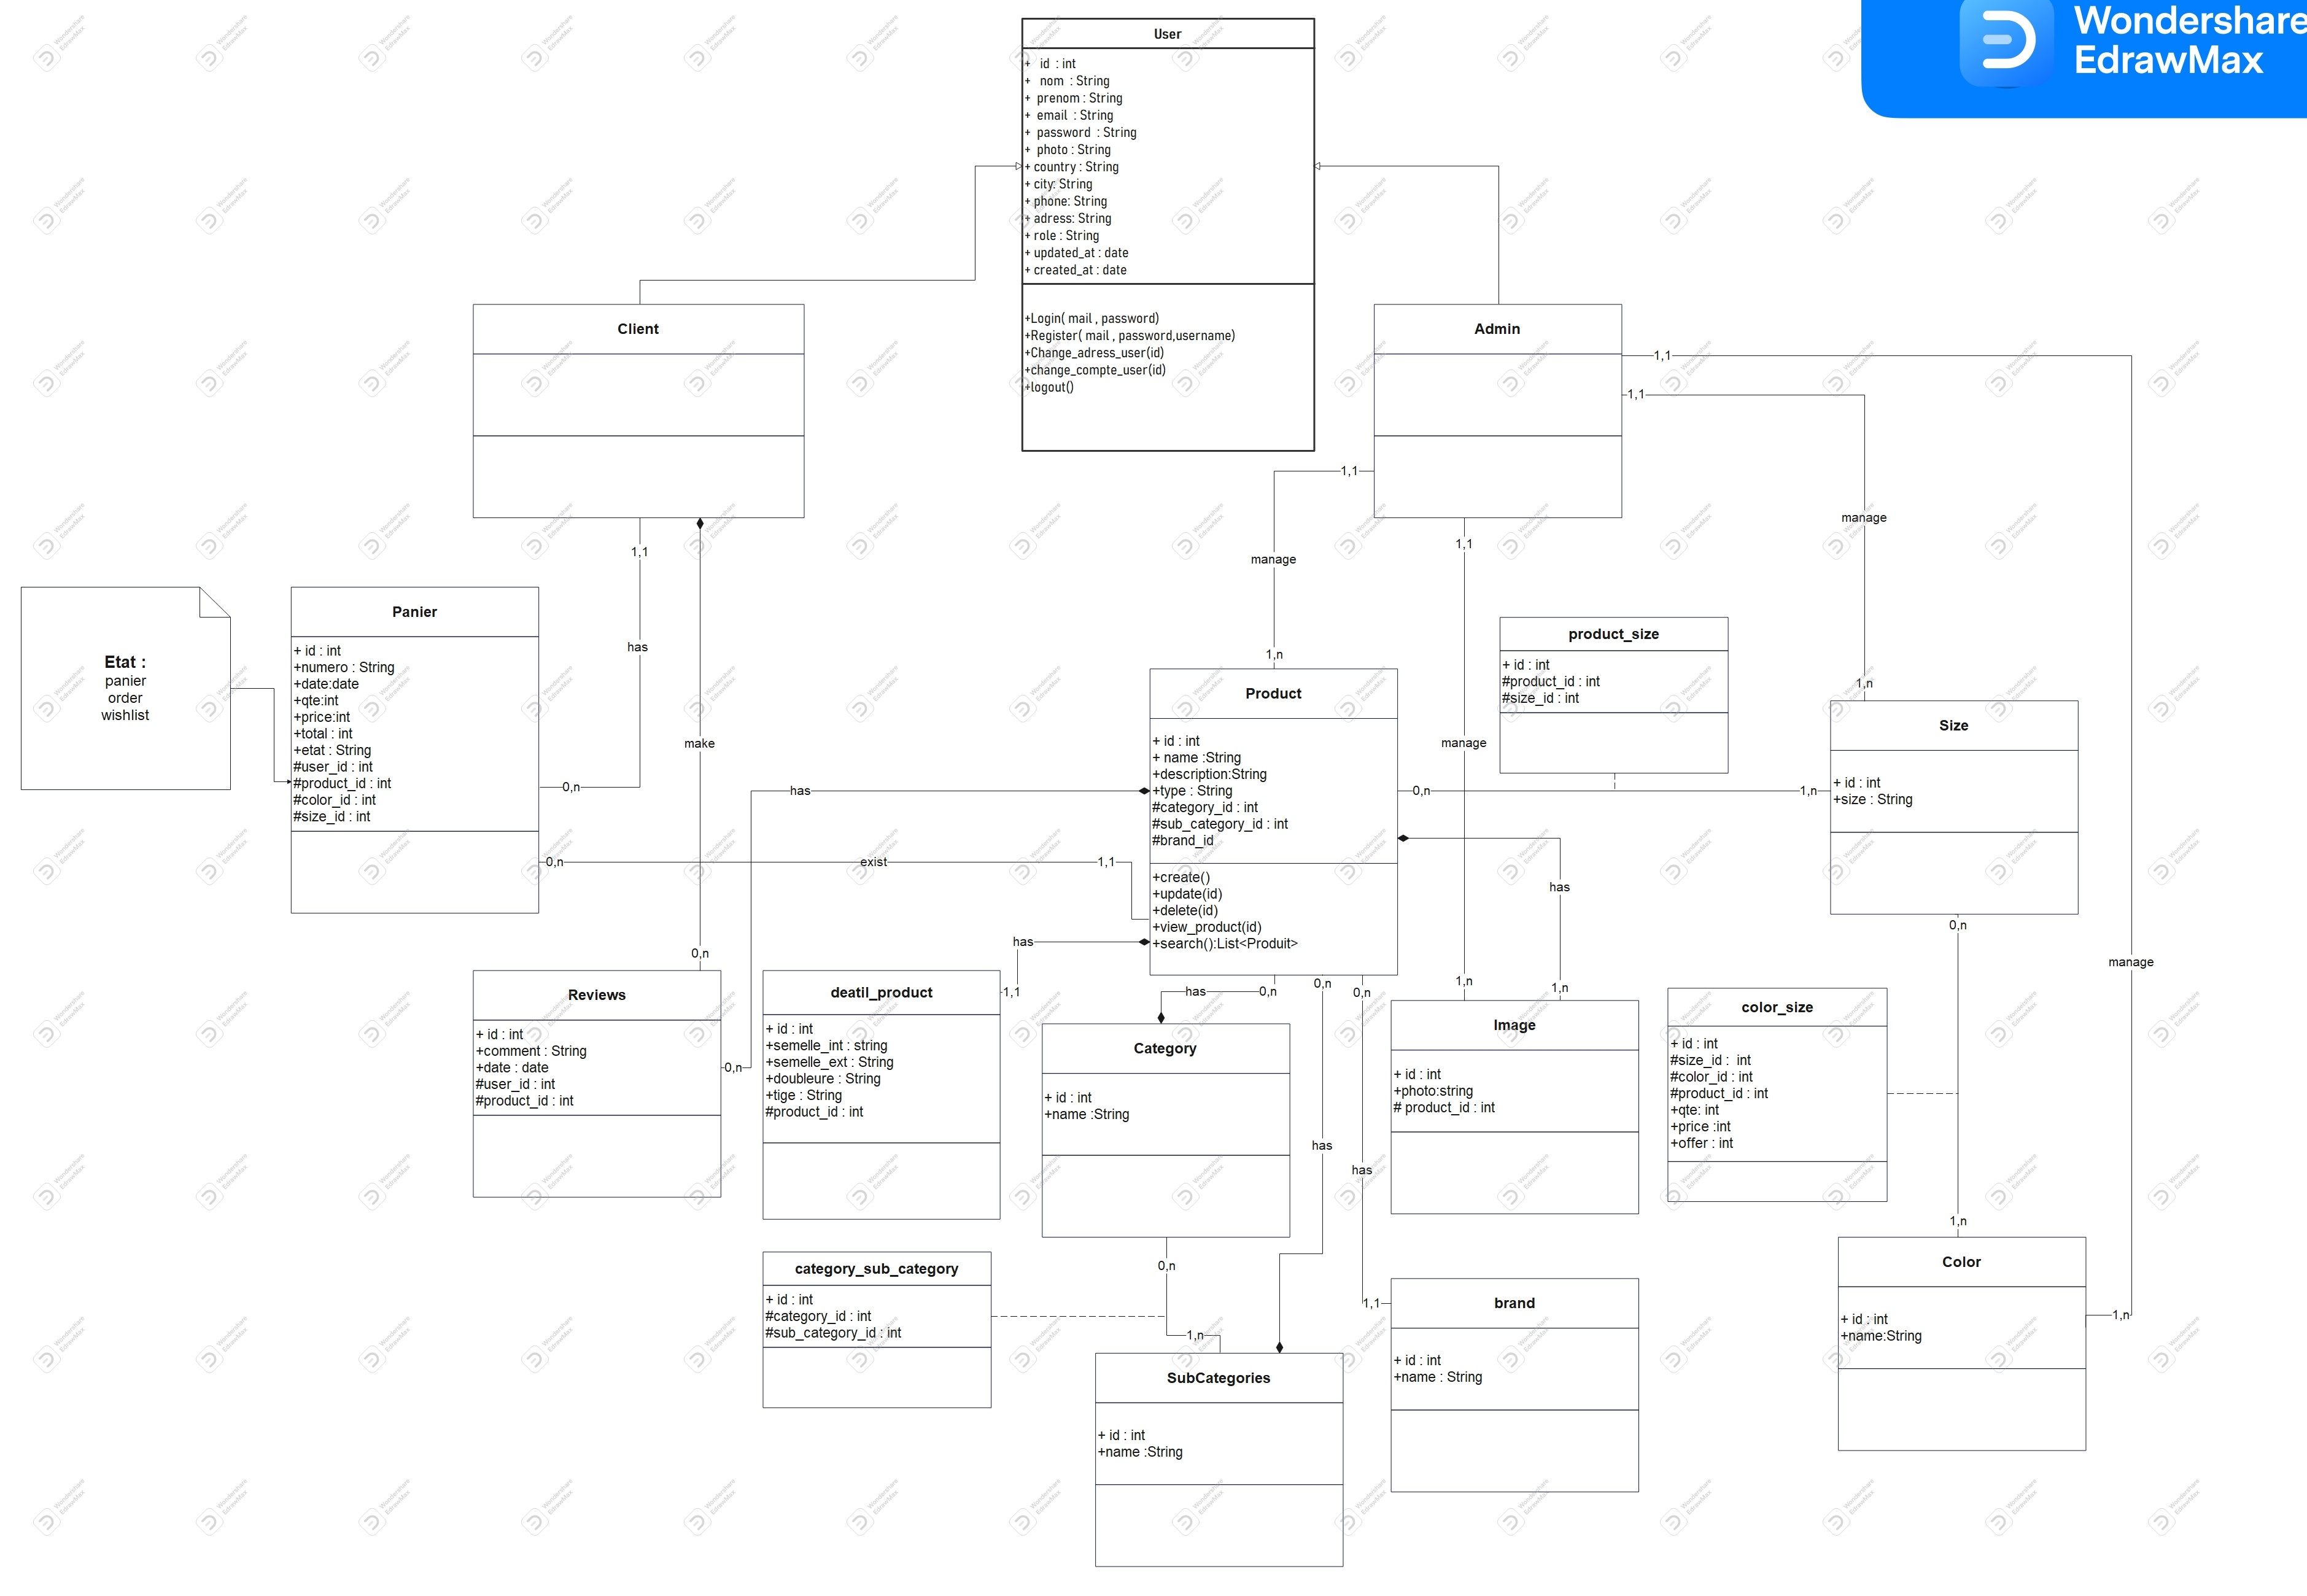 Wondershare
EdrawMax
User
+ id : int
+ nom : String
+ prenom : String
+ email : String
+ password : String
+ photo : String
+ country : String
+ city: String
+ phone: String
+ adress: String
+ role : String
+ updated_at : date
+ created_at : date
+Login( mail , password)
+Register( mail , password,username)
+Change_adress_user(id)
+change_compte_user(id)
+logout()
Client
Admin
1,1
1,1
1,1
manage
1,1
1,1
manage
has
make
manage
manage
manage
1,n
1,n
Etat :
panier
order
wishlist
Panier
+ id : int
+numero : String
+date:date
+qte:int
+price:int
+total : int
+etat : String
#user_id : int
#product_id : int
#color_id : int
#size_id : int
0,n
0,n
exist
1,1
has
Product
+ id : int
+ name :String
+description:String
+type : String
#category_id : int
#sub_category_id : int
#brand_id
+create()
+update(id)
+delete(id)
+view_product(id)
+search():List<Produit>
product_size
+ id : int
#product_id : int
#size_id : int
0,n
1,n
Size
+ id : int
+size : String
has
0,n
Reviews
+ id : int
+comment : String
+date : date
#user_id : int
#product_id : int
0,n
has
1,1
deatil_product
+ id : int
+semelle_int : string
+semelle_ext : String
+doubleure : String
+tige : String
#product_id : int
has
0,n
0,n
0,n
1,n
1,n
Category
+ id : int
+name :String
Image
+ id : int
+photo:string
# product_id : int
0,n
color_size
+ id : int
#size_id : int
#color_id : int
#product_id : int
+qte: int
+price :int
+offer : int
has
has
1,n
category_sub_category
+ id : int
#category_id : int
#sub_category_id : int
0,n
1,n
1,1
SubCategories
+ id : int
+name :String
brand
+ id : int
+name : String
Color
+ id : int
+name:String
1,n